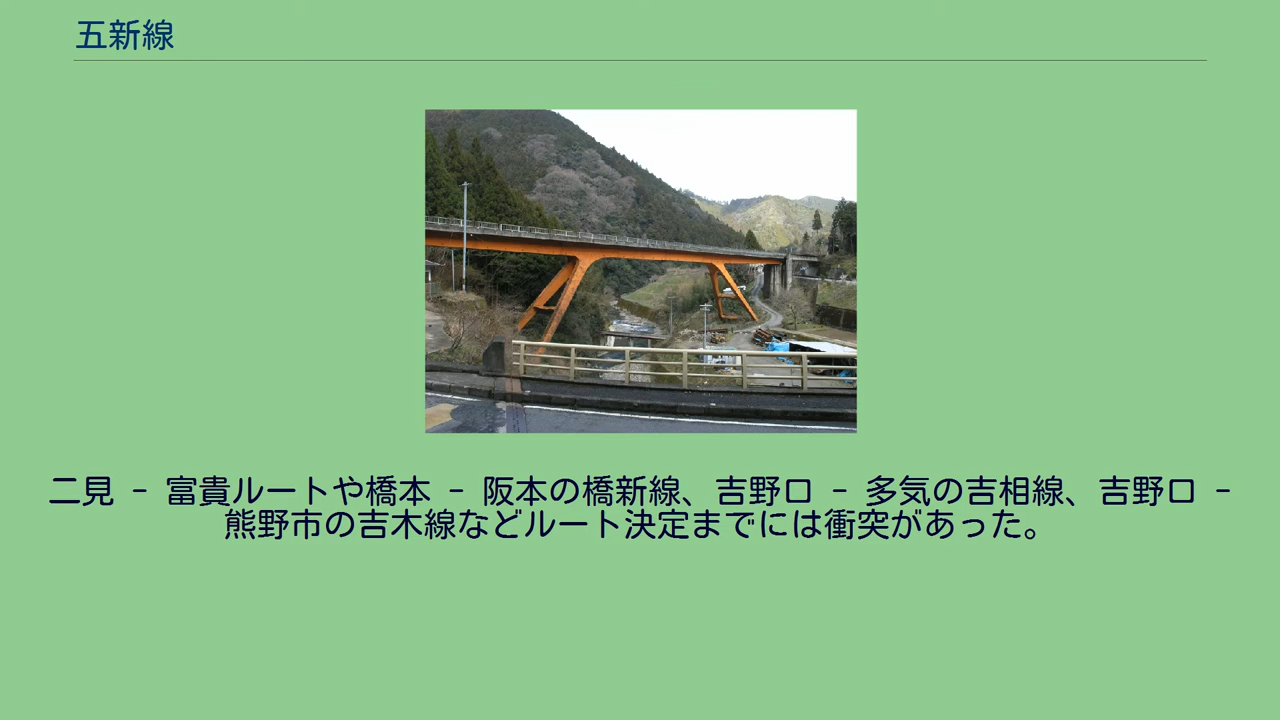 五新線
二見 － 富貴ルートや橋本 － 阪本の橋新線、吉野口 － 多気の吉相線、吉野口 －
熊野市の吉木線などルート決定までには衝突があった。